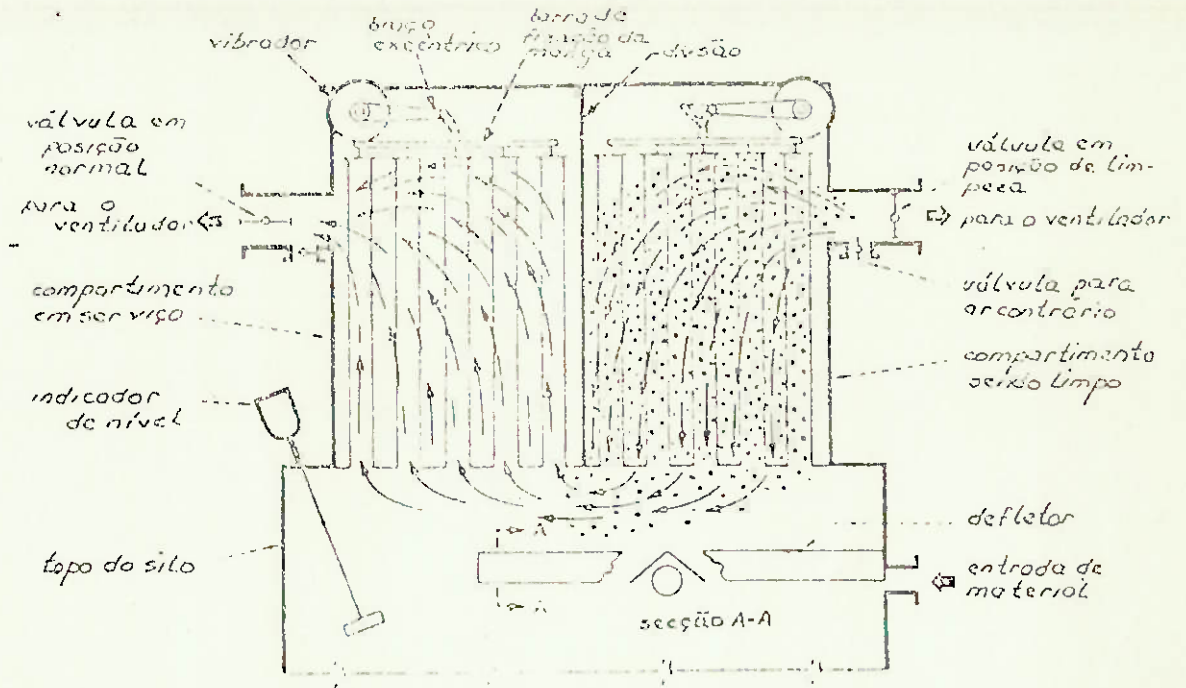 vibrador
braço
excêntrico
barra de
fixação da
manga
divisão
válvula em
posição
normal
para o
ventilador
compartimento
em serviço
indicador
de nível
topo do silo
válvula em
posição de lim-
peza
para o ventilador
válvula para
ar contrário
compartimento
seixdo limpo
defletor
entrada de
material
A
A
secção A-A